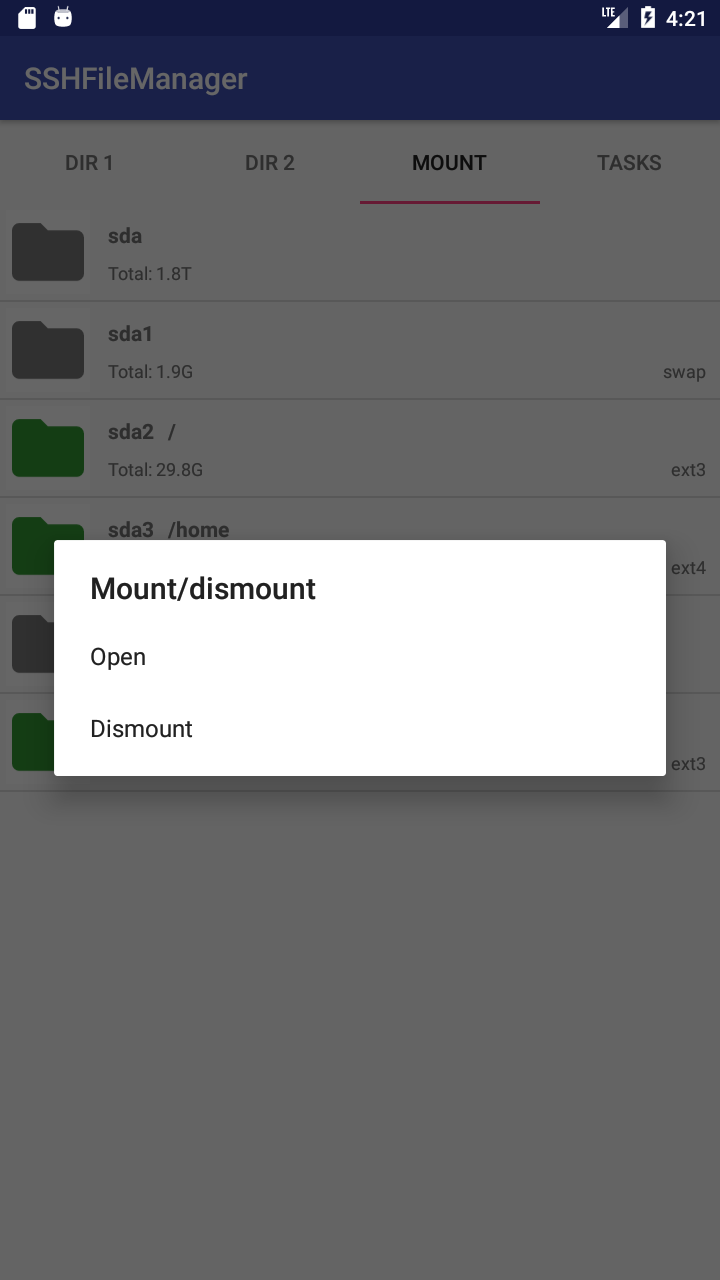 LTE 4:21
SSHFileManager
DIR 1 DIR 2 MOUNT TASKS
sda
Total: 1.8T
sda1
Total: 1.9G swap
sda2 /
Total: 29.8G ext3
sda3 /home
ext4
Mount/dismount
Open
Dismount
ext3